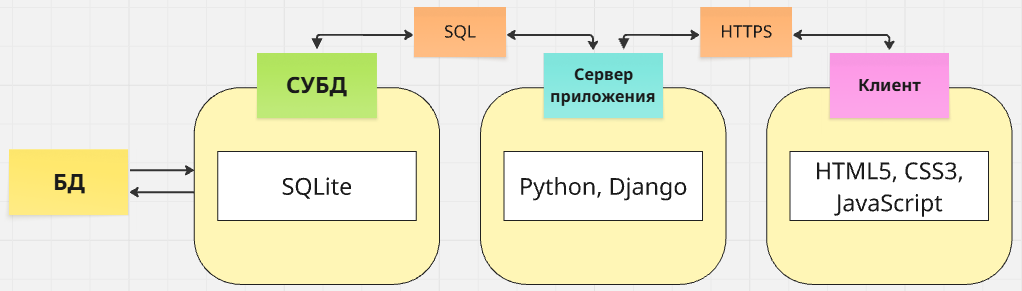 SQL
HTTPS
СУБД
Сервер
приложения
Клиент
БД
SQLite
Python, Django
HTML5, CSS3,
JavaScript